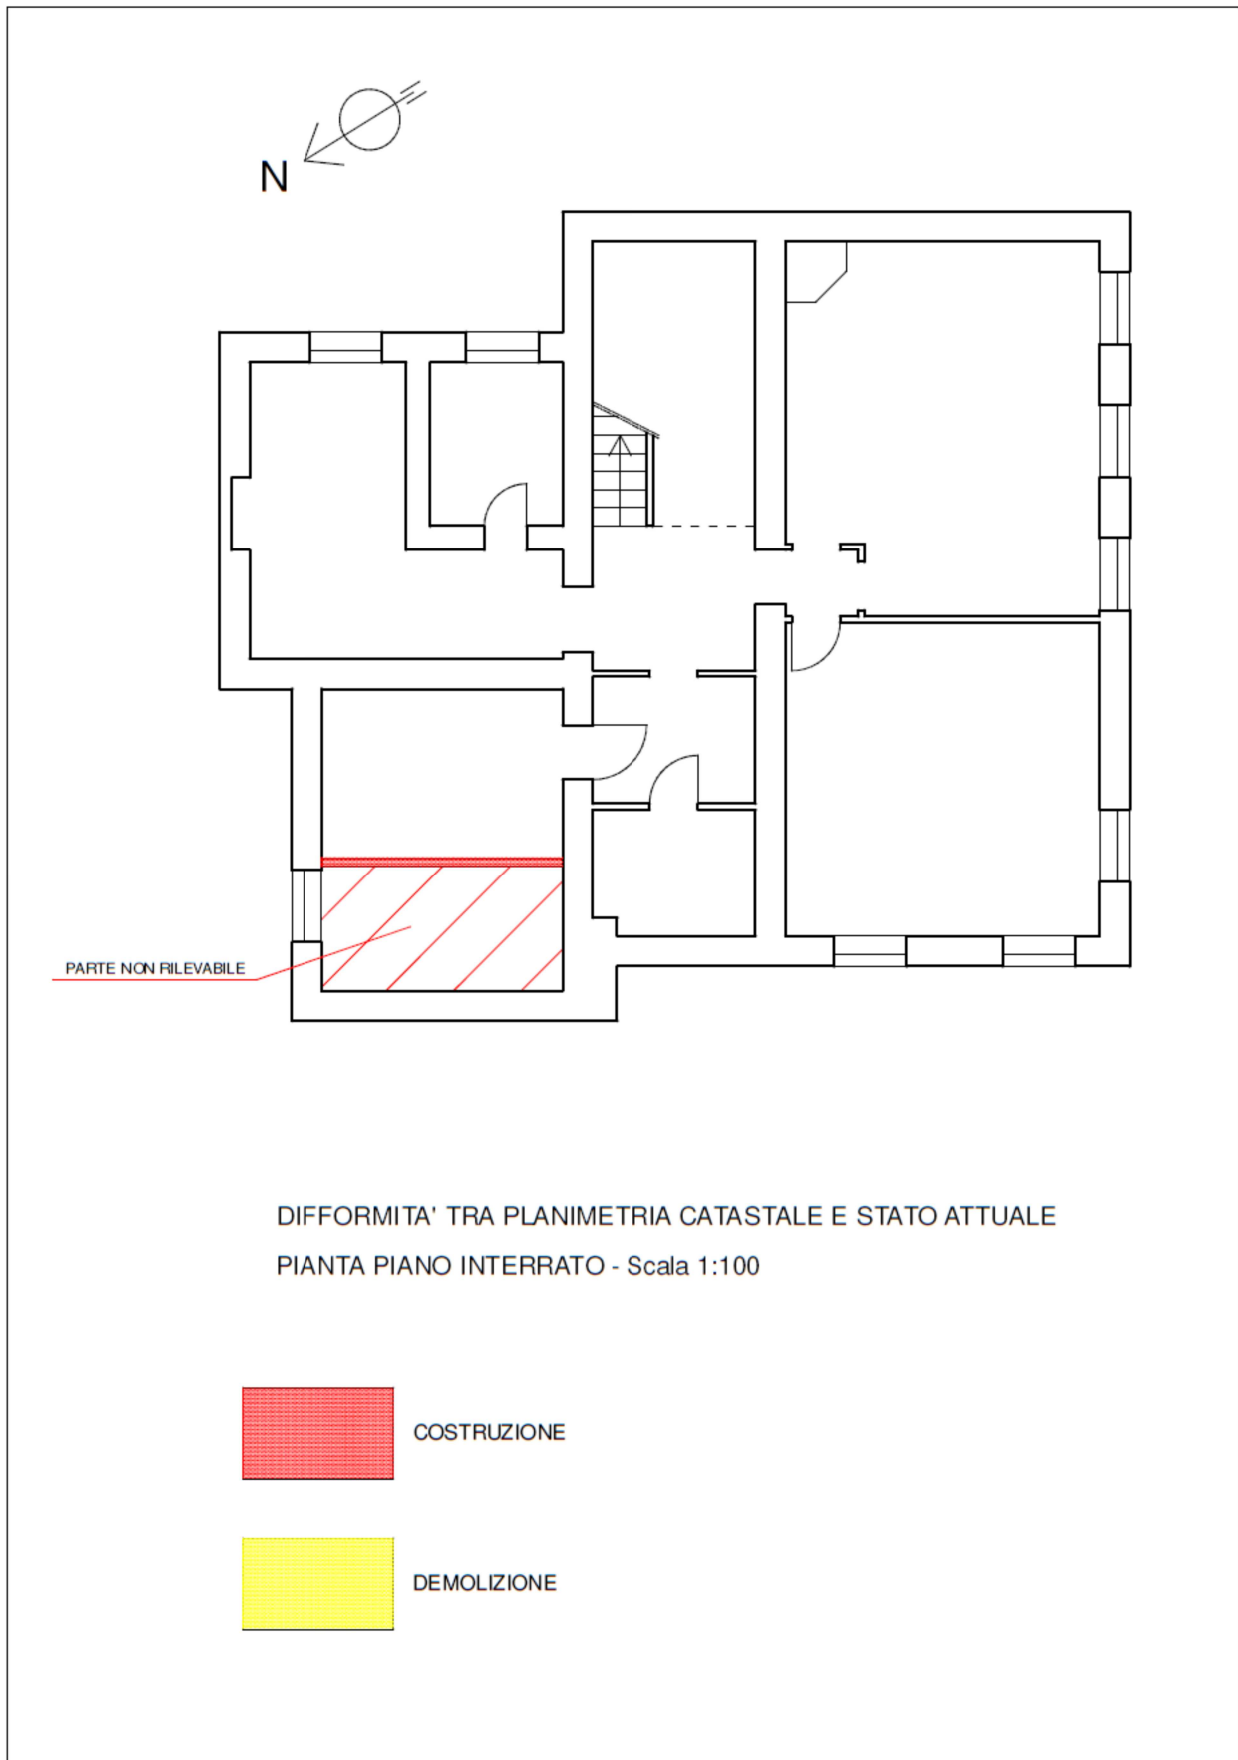 N
PARTE NON RILEVABILE
DIFFORMITA' TRA PLANIMETRIA CATASTALE E STATO ATTUALE
PIANTA PIANO INTERRATO - Scala 1:100
COSTRUZIONE
DEMOLIZIONE